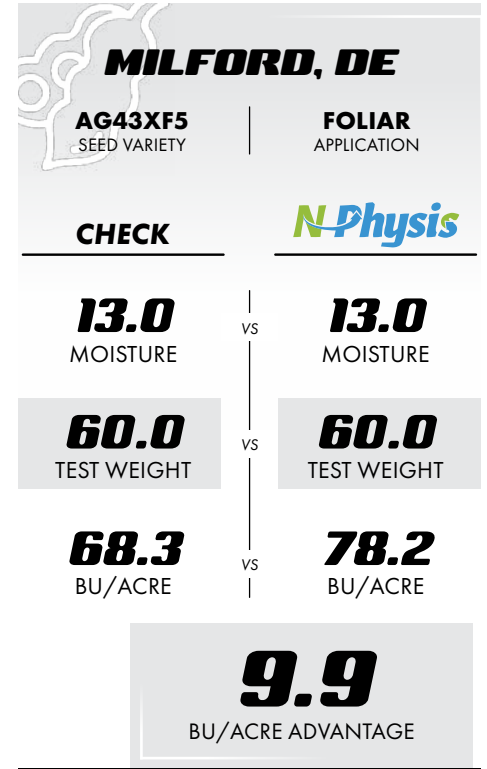 MILFORD, DE
AG43XF5
SEED VARIETY
FOLIAR
APPLICATION
CHECK
N-Physis
13.0
MOISTURE
vs
13.0
MOISTURE
60.0
TEST WEIGHT
vs
60.0
TEST WEIGHT
68.3
BU/ACRE
vs
78.2
BU/ACRE
9.9
BU/ACRE ADVANTAGE